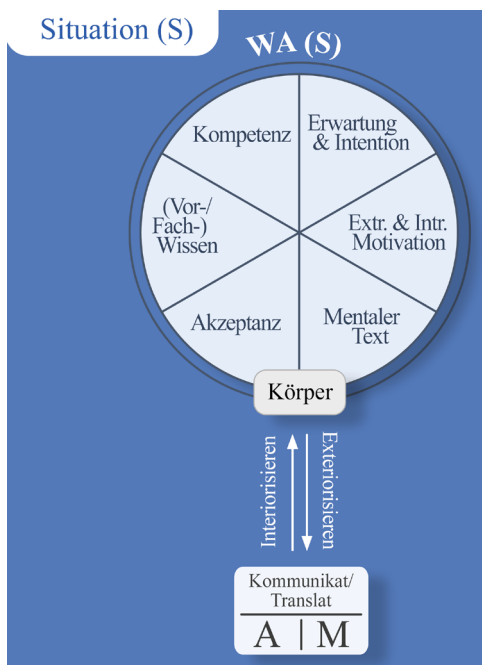 Situation (S)
WA (S)
Kompetenz
Erwartung
& Intention
(Vor-/
Fach-)
Wissen
Extr. & Intr.
Motivation
Akzeptanz
Mentaler
Text
Körper
Interiorisieren
Exteriorisieren
Kommunikat/
Translat
A | M